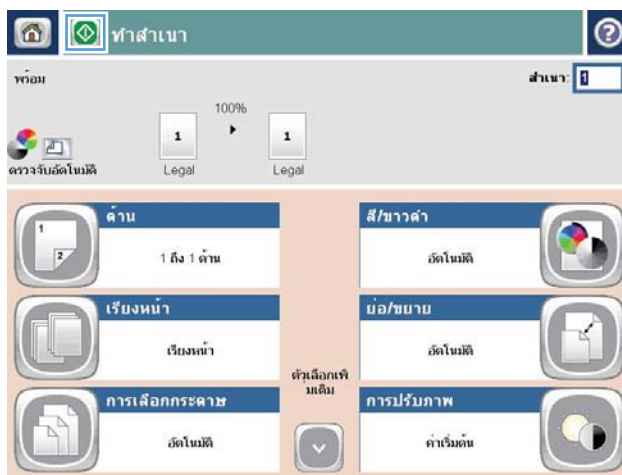 ทำสำเนา
พร้อม
สำเนา: 1
100%
1
1
ตรวจจับอัตโนมัติ
Legal
Legal
ด้าน
1
2
1 ถึง 1 ด้าน
สี/ขาวดำ
อัตโนมัติ
เรียงหน้า
เรียงหน้า
ย่อ/ขยาย
อัตโนมัติ
ตัวเลือกเพิ
่มเติม
การเลือกกระดาษ
อัตโนมัติ
การปรับภาพ
ค่าเริ่มต้น